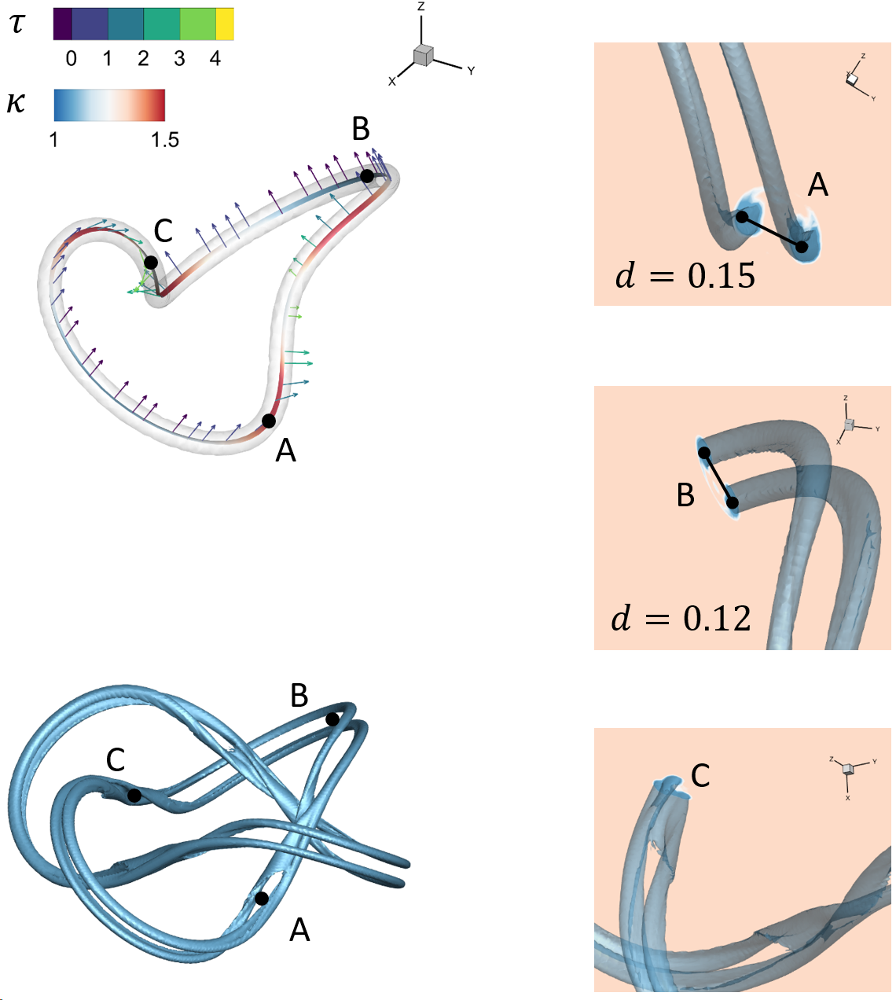 τ
0 1 2 3 4
κ
1 1.5
Z
X Y
B
C
A
Z
X
Y
A
d = 0.15
Z
Y
X
B
d = 0.12
B
C
A
Z Y
X
C